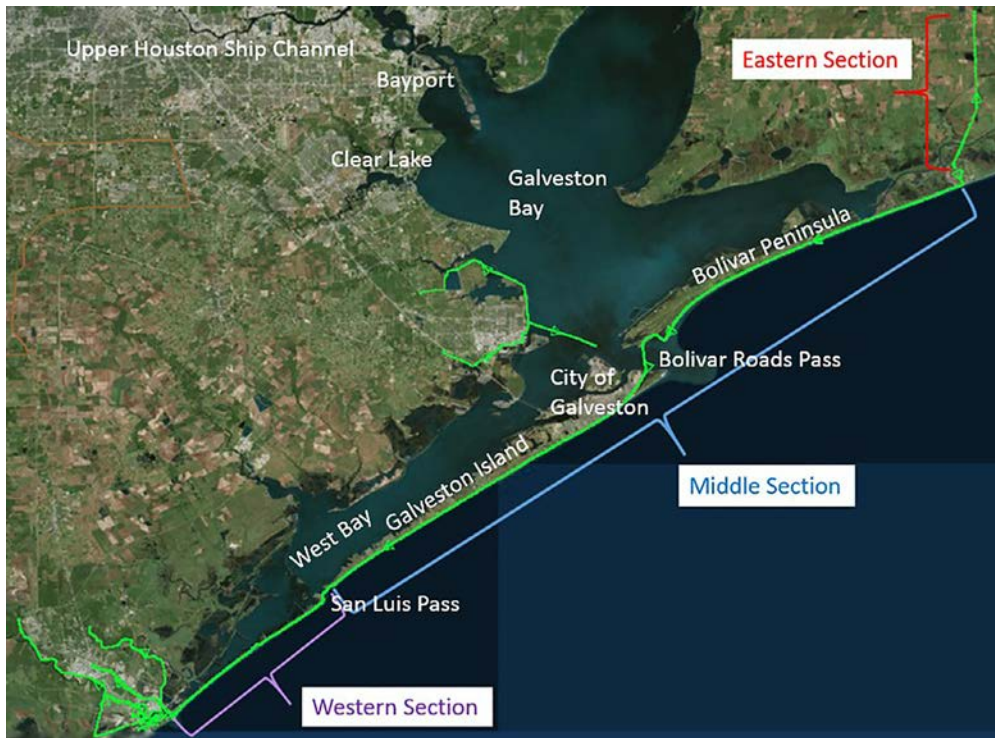 Upper Houston Ship Channel
Bayport
Eastern Section
Clear Lake
Galveston
Bay
Bolivar Peninsula
Bolivar Roads Pass
City of
Galveston
Galveston Island
Middle Section
West Bay
San Luis Pass
Western Section